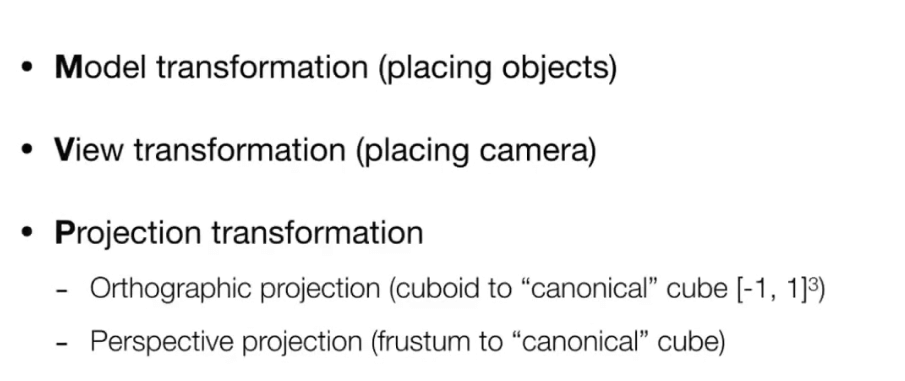 • Model transformation (placing objects)
• View transformation (placing camera)
• Projection transformation
- Orthographic projection (cuboid to “canonical” cube [-1, 1]³)
- Perspective projection (frustum to “canonical” cube)